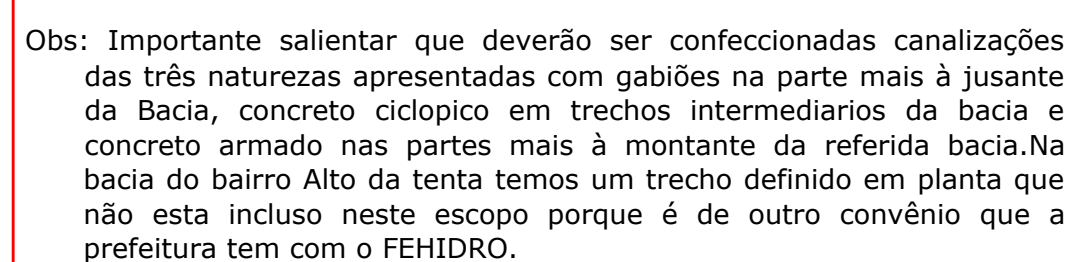 Obs: Importante salientar que deverão ser confeccionadas canalizações
das três naturezas apresentadas com gabiões na parte mais à jusante
da Bacia, concreto ciclopico em trechos intermediarios da bacia e
concreto armado nas partes mais à montante da referida bacia.Na
bacia do bairro Alto da tenta temos um trecho definido em planta que
não esta incluso neste escopo porque é de outro convênio que a
prefeitura tem com o FEHIDRO.